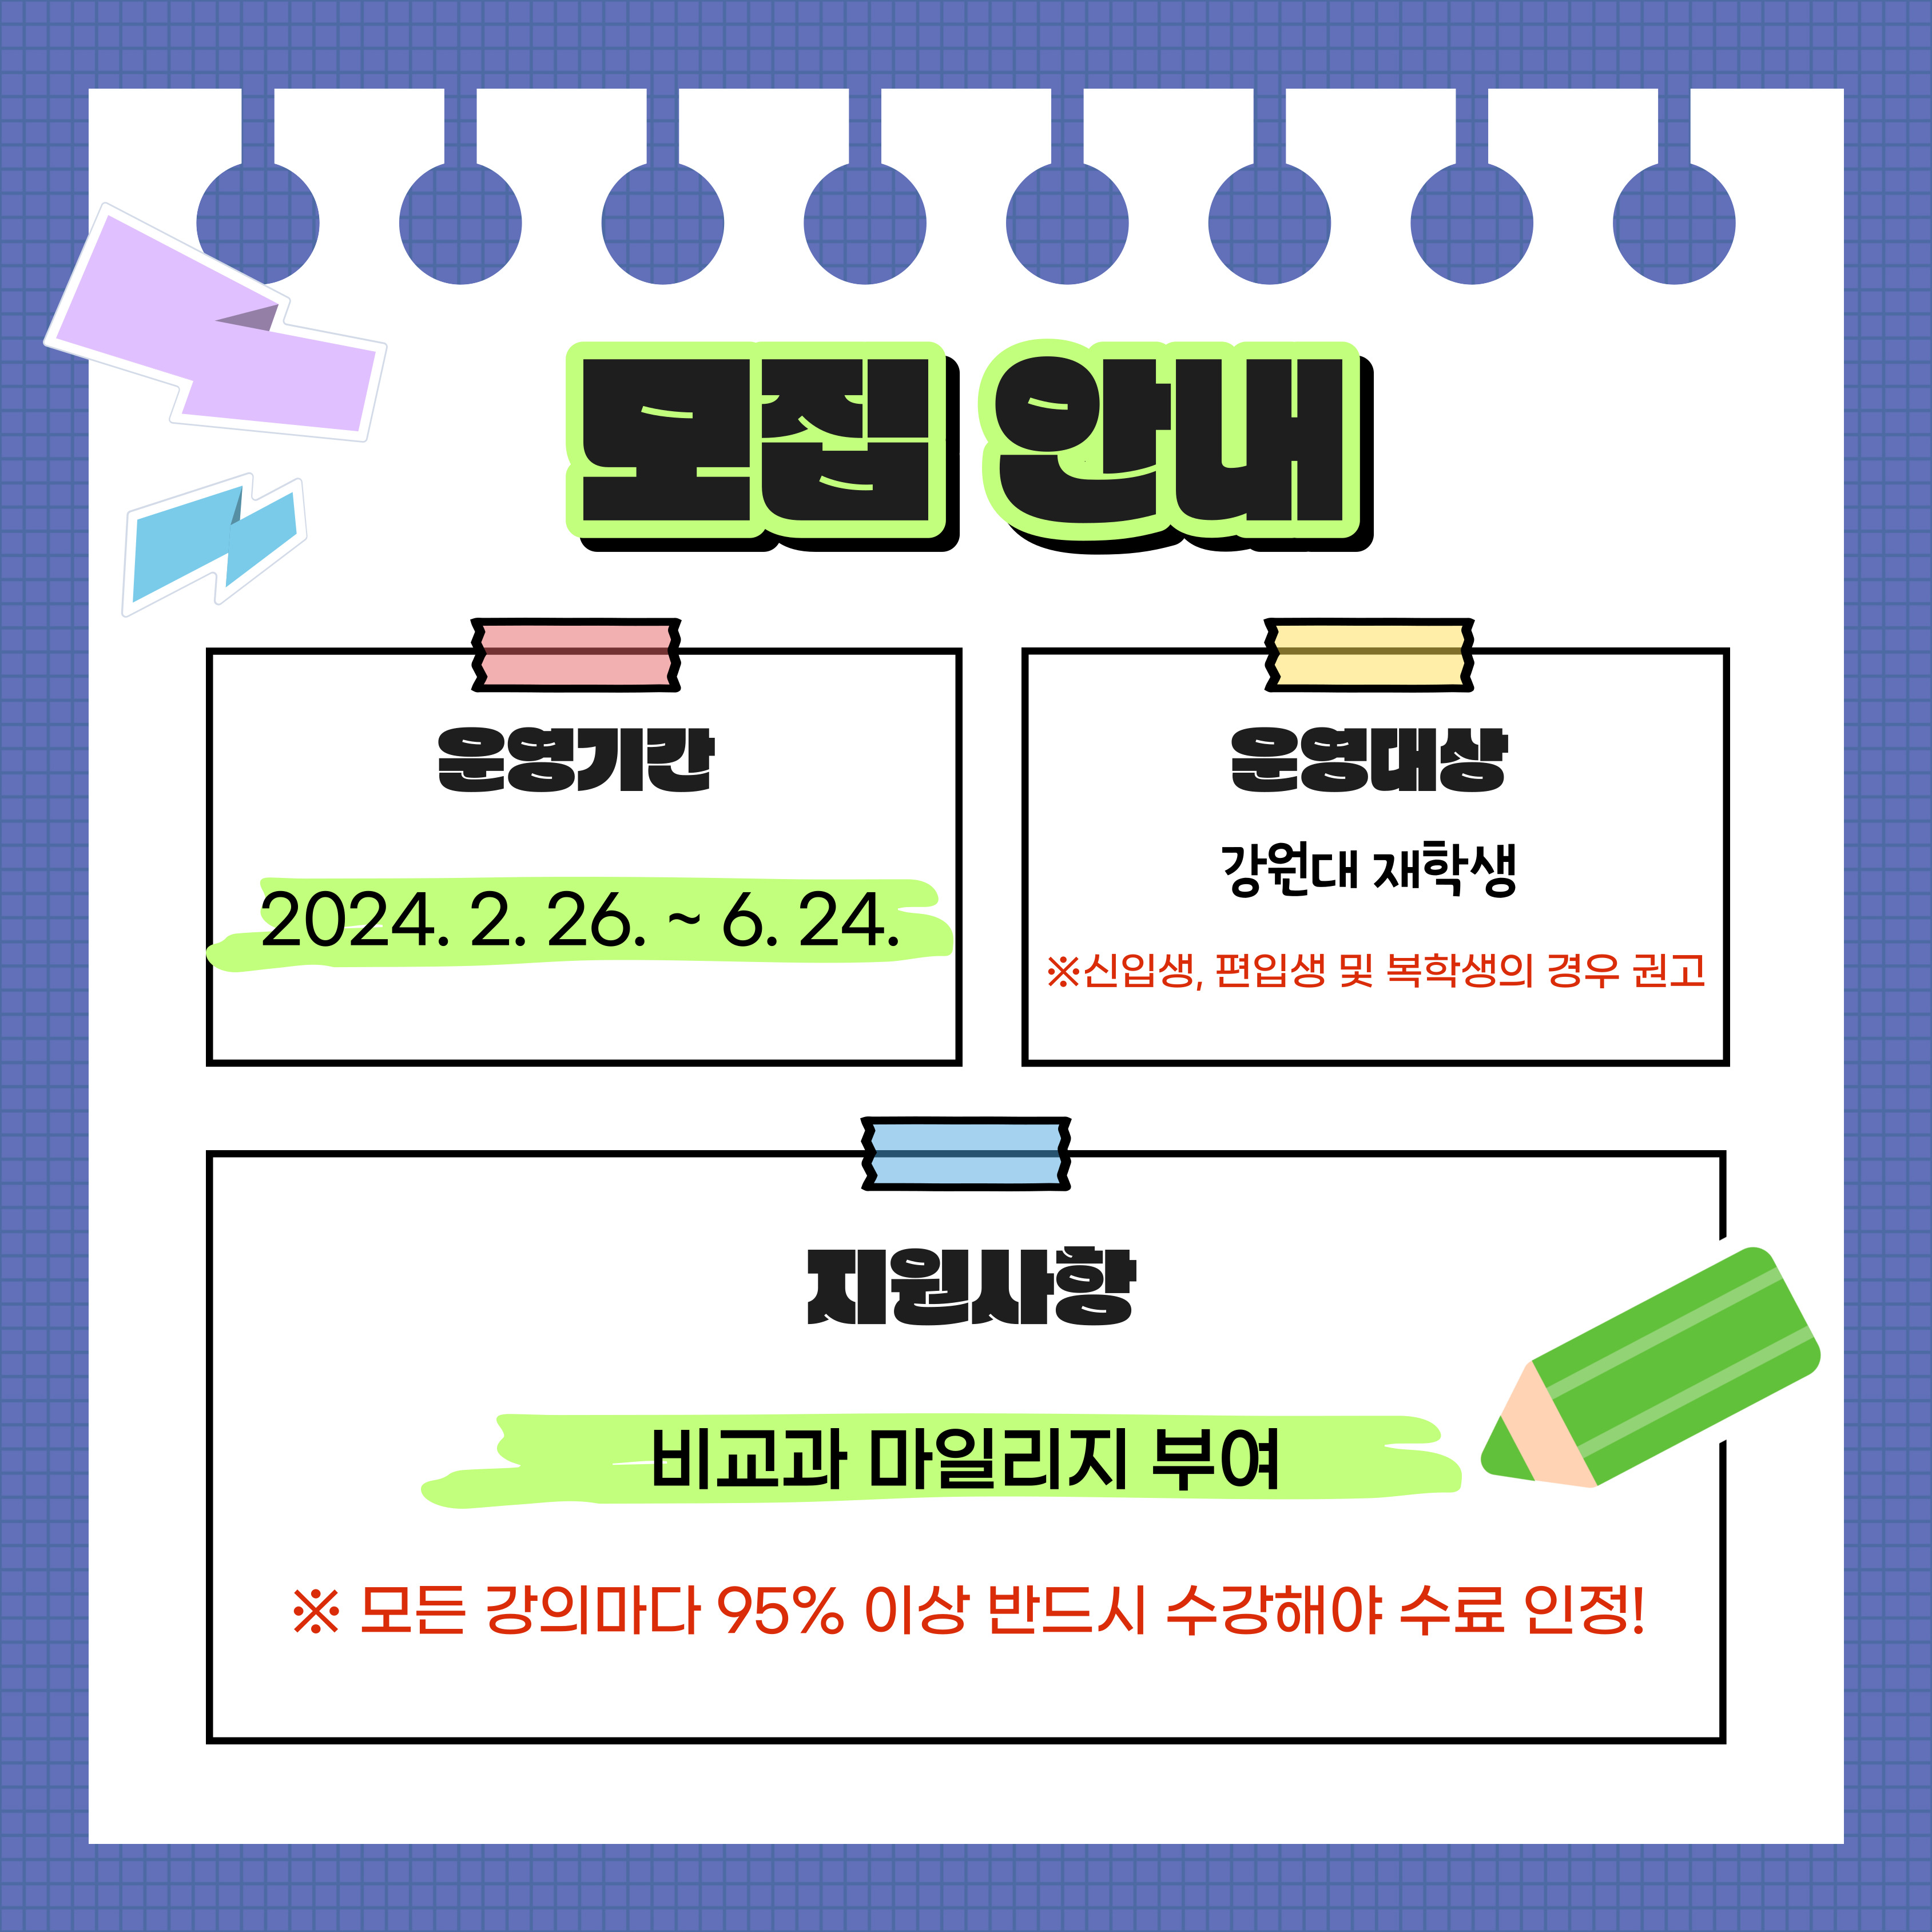 모집 안내
운영기간
2024. 2. 26. ~ 6. 24.
운영대상
강원대 재학생
※신입생, 편입생 및 복학생의 경우 권고
지원사항
비교과 마일리지 부여
※ 모든 강의마다 95% 이상 반드시 수강해야 수료 인정!